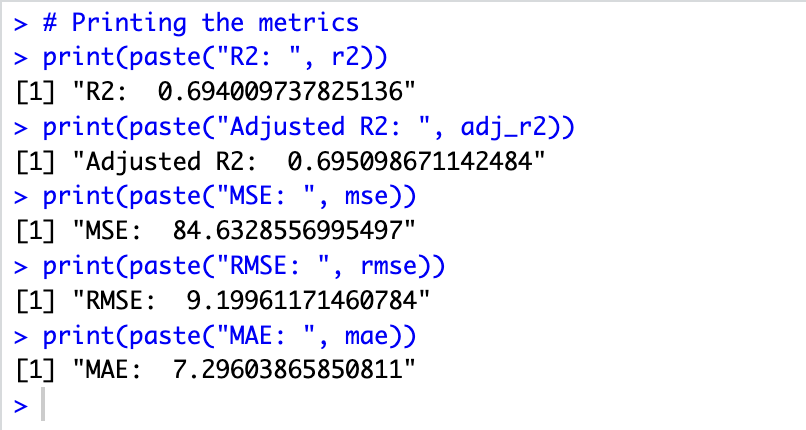 > # Printing the metrics
> print(paste("R2: ", r2))
[1] "R2:  0.694009737825136"
> print(paste("Adjusted R2: ", adj_r2))
[1] "Adjusted R2:  0.695098671142484"
> print(paste("MSE: ", mse))
[1] "MSE:  84.6328556995497"
> print(paste("RMSE: ", rmse))
[1] "RMSE:  9.19961171460784"
> print(paste("MAE: ", mae))
[1] "MAE:  7.29603865850811"
>